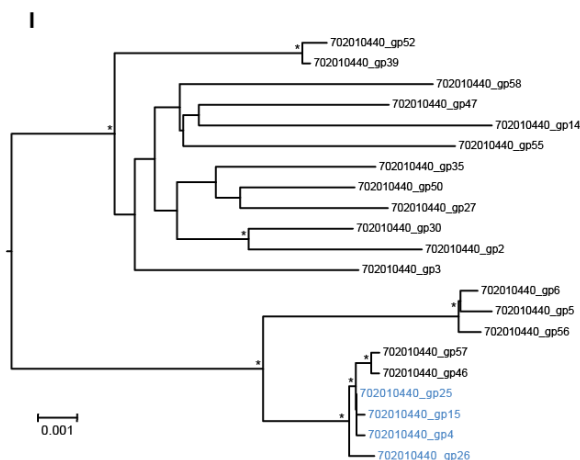 I
* 702010440_gp52
702010440_gp39
702010440_gp58
702010440_gp47
* 702010440_gp14
702010440_gp55
702010440_gp35
702010440_gp50
702010440_gp27
* 702010440_gp30
702010440_gp2
702010440_gp3
702010440_gp6
* 702010440_gp5
702010440_gp56
702010440_gp57
* 702010440_gp46
* 702010440_gp25
* * 702010440_gp15
0.001 702010440_gp4
702010440_gp26